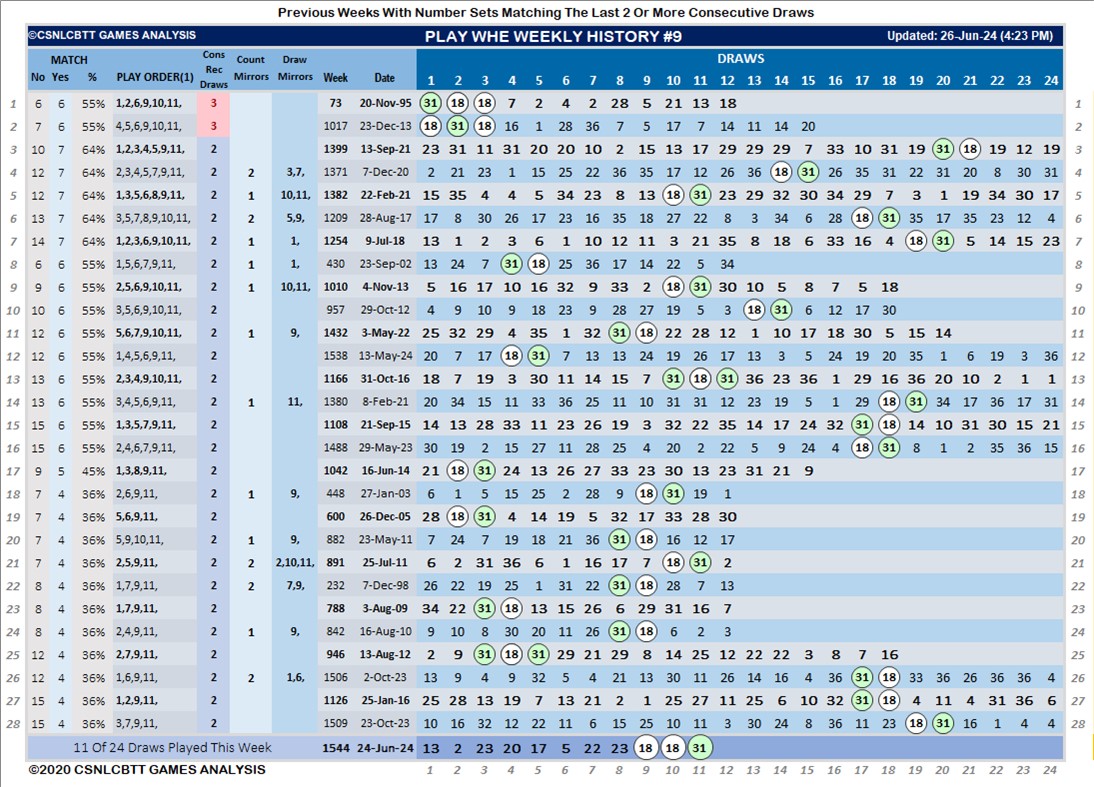 Previous Weeks With Number Sets Matching The Last 2 Or More Consecutive Draws
©CSNLCBTT GAMES ANALYSIS PLAY WHE WEEKLY HISTORY #9 Updated: 26-Jun-24 (4:23 PM)
MATCH Cons Rec Draws Count Mirrors Draw Mirrors DRAWS
No Yes % PLAY ORDER(1) Week Date 1 2 3 4 5 6 7 8 9 10 11 12 13 14 15 16 17 18 19 20 21 22 23 24
1 6 6 55% 1,2,6,9,10,11, 3 73 20-Nov-95 31 18 18 7 2 4 2 28 5 21 13 18 1
2 7 6 55% 4,5,6,9,10,11, 3 1017 23-Dec-13 18 31 18 16 1 28 36 7 5 17 7 14 11 14 20 2
3 10 7 64% 1,2,3,4,5,9,11, 2 1399 13-Sep-21 23 31 11 31 20 20 10 2 15 13 17 29 29 29 7 33 10 31 19 31 18 19 12 19 3
4 12 7 64% 2,3,4,5,7,9,11, 2 2 3,7, 1371 7-Dec-20 2 21 23 1 15 25 22 36 35 17 12 26 36 18 31 26 35 31 22 31 20 8 30 31 4
5 12 7 64% 1,3,5,6,8,9,11, 2 1 10,11, 1382 22-Feb-21 15 35 4 4 5 34 23 8 13 18 31 23 29 32 30 34 29 7 3 1 19 34 30 17 5
6 13 7 64% 3,5,7,8,9,10,11, 2 2 5,9, 1209 28-Aug-17 17 8 30 26 17 23 16 35 18 27 22 8 3 34 6 28 18 31 6 17 35 23 12 4 6
7 14 7 64% 1,2,3,6,9,10,11, 2 1 1, 1254 9-Jul-18 13 1 2 3 6 1 10 12 11 3 21 35 8 18 6 33 16 4 18 31 5 14 15 23 7
8 6 6 55% 1,5,6,7,9,11, 2 1 1, 430 23-Sep-02 13 24 7 31 18 25 36 17 14 22 5 34 8
9 9 6 55% 2,5,6,9,10,11, 2 1 10,11, 1010 4-Nov-13 5 16 17 10 16 32 9 33 2 18 31 30 10 5 8 7 5 18 9
10 10 6 55% 3,5,6,9,10,11, 2 957 29-Oct-12 4 9 10 9 18 23 9 28 27 19 5 3 18 31 6 12 17 30 10
11 12 6 55% 5,6,7,9,10,11, 2 1 9, 1432 3-May-22 25 32 29 4 35 1 32 31 18 22 28 12 1 10 17 18 30 5 15 14 11
12 12 6 55% 1,4,5,6,9,11, 2 1538 13-May-24 20 7 17 18 31 7 13 13 24 19 26 17 13 3 5 24 19 20 35 1 6 19 3 36 12
13 13 6 55% 2,3,4,9,10,11, 2 1166 31-Oct-16 18 7 19 3 30 11 14 15 7 31 18 31 36 23 36 1 29 16 36 20 10 2 1 1 13
14 13 6 55% 3,4,5,6,9,11, 2 1 11, 1380 8-Feb-21 20 34 15 11 33 36 25 11 10 31 31 12 23 19 5 1 29 18 31 14 17 1 34 31 14
15 15 6 55% 1,3,5,7,9,11, 2 1108 21-Sep-15 14 13 28 33 11 23 26 19 3 32 22 35 14 17 24 32 31 18 14 10 31 30 15 21 15
16 15 6 55% 2,4,6,7,9,11, 2 1488 29-May-23 30 19 2 15 27 11 28 25 4 20 2 22 5 9 24 4 18 31 8 1 2 35 36 15 16
17 9 5 45% 1,3,8,9,11, 2 1042 16-Jun-14 21 18 31 24 13 26 27 33 23 30 13 23 31 21 9 17
18 7 4 36% 2,6,9,11, 2 1 9, 448 27-Jan-03 6 1 5 15 25 2 28 9 18 31 19 1 18
19 7 4 36% 5,6,9,11, 2 600 26-Dec-05 28 18 31 4 14 19 5 32 17 33 28 30 19
20 7 4 36% 5,9,10,11, 2 1 9, 882 23-May-11 7 24 7 19 18 21 36 31 18 16 12 17 20
21 7 4 36% 2,5,9,11, 2 2 2,10,11, 891 25-Jul-11 6 2 31 36 6 1 16 17 7 18 31 2 21
22 8 4 36% 1,7,9,11, 2 2 7,9, 232 7-Dec-98 26 22 19 25 1 31 22 31 18 28 7 13 22
23 8 4 36% 1,7,9,11, 2 788 3-Aug-09 34 22 31 18 13 15 26 6 29 31 16 7 23
24 8 4 36% 2,4,9,11, 2 1 9, 842 16-Aug-10 9 10 8 30 20 11 26 31 18 6 2 3 24
25 12 4 36% 2,7,9,11, 2 946 13-Aug-12 2 9 31 18 31 29 21 29 8 14 25 12 22 22 3 8 7 18 16 25
26 12 4 36% 1,6,9,11, 2 2 1,6, 1506 2-Oct-23 13 9 4 9 32 5 4 21 13 30 11 26 14 16 4 36 31 18 33 36 26 36 36 4 26
27 15 4 36% 1,2,9,11, 2 1126 25-Jan-16 25 28 13 19 7 13 21 2 1 25 27 11 25 6 10 32 31 18 4 11 4 31 36 6 27
28 15 4 36% 3,7,9,11, 2 1509 23-Oct-23 10 16 32 12 22 11 6 15 25 10 11 3 30 24 8 36 11 23 18 31 16 1 4 4 28
11 Of 24 Draws Played This Week 1544 24-Jun-24 13 2 23 20 17 5 22 23 18 18 31
©2020 CSNLCBTT GAMES ANALYSIS 1 2 3 4 5 6 7 8 9 10 11 12 13 14 15 16 17 18 19 20 21 22 23 24